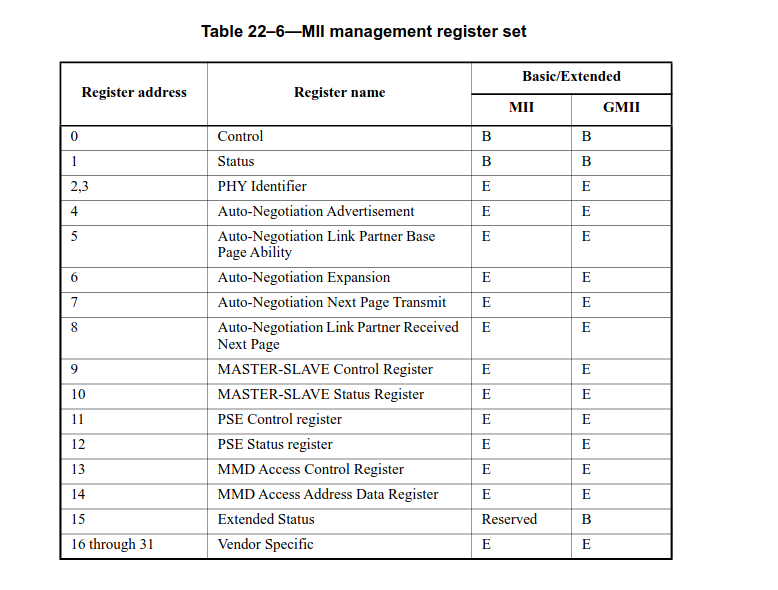 Table 22–6—MII management register set
Register address Register name Basic/Extended
MII GMII
0 Control B B
1 Status B B
2,3 PHY Identifier E E
4 Auto-Negotiation Advertisement E E
5 Auto-Negotiation Link Partner Base E E
Page Ability
6 Auto-Negotiation Expansion E E
7 Auto-Negotiation Next Page Transmit E E
8 Auto-Negotiation Link Partner Received E E
Next Page
9 MASTER-SLAVE Control Register E E
10 MASTER-SLAVE Status Register E E
11 PSE Control register E E
12 PSE Status register E E
13 MMD Access Control Register E E
14 MMD Access Address Data Register E E
15 Extended Status Reserved B
16 through 31 Vendor Specific E E